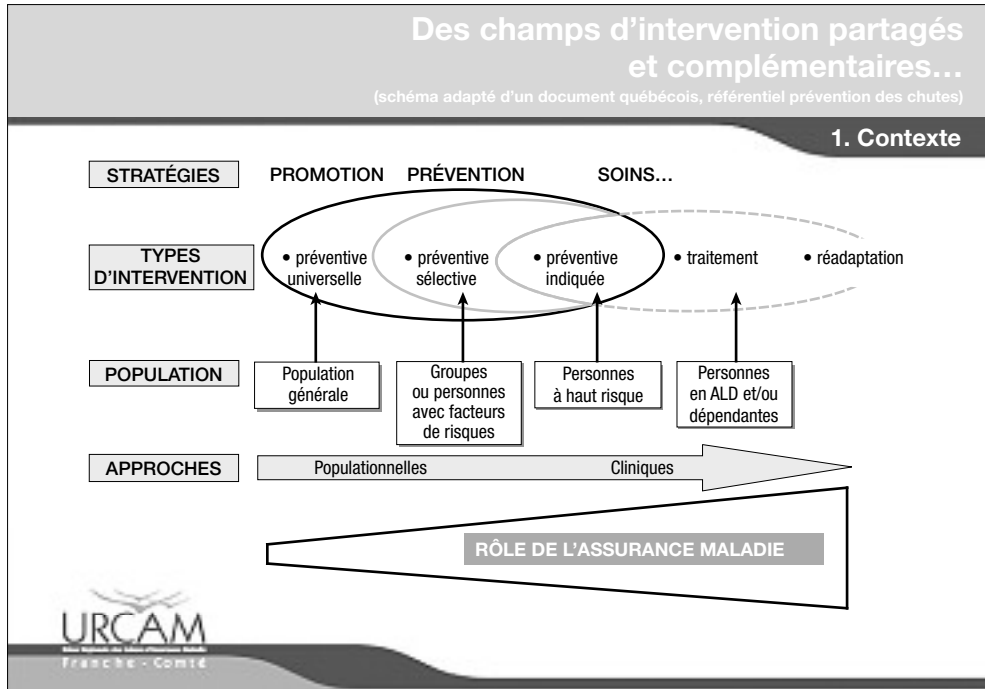 Des champs d’intervention partagés
et complémentaires…
(schéma adapté d’un document québécois, référentiel prévention des chutes)
1. Contexte
STRATÉGIES PROMOTION PRÉVENTION SOINS…
TYPES
D’INTERVENTION
• préventive
universelle
• préventive
sélective
• préventive
indiquée
• traitement
• réadaptation
POPULATION
Population
générale
Groupes
ou personnes
avec facteurs
de risques
Personnes
à haut risque
Personnes
en ALD et/ou
dépendantes
APPROCHES
Populationnelles
Cliniques
RÔLE DE L’ASSURANCE MALADIE
URCAM
Franche - Comté